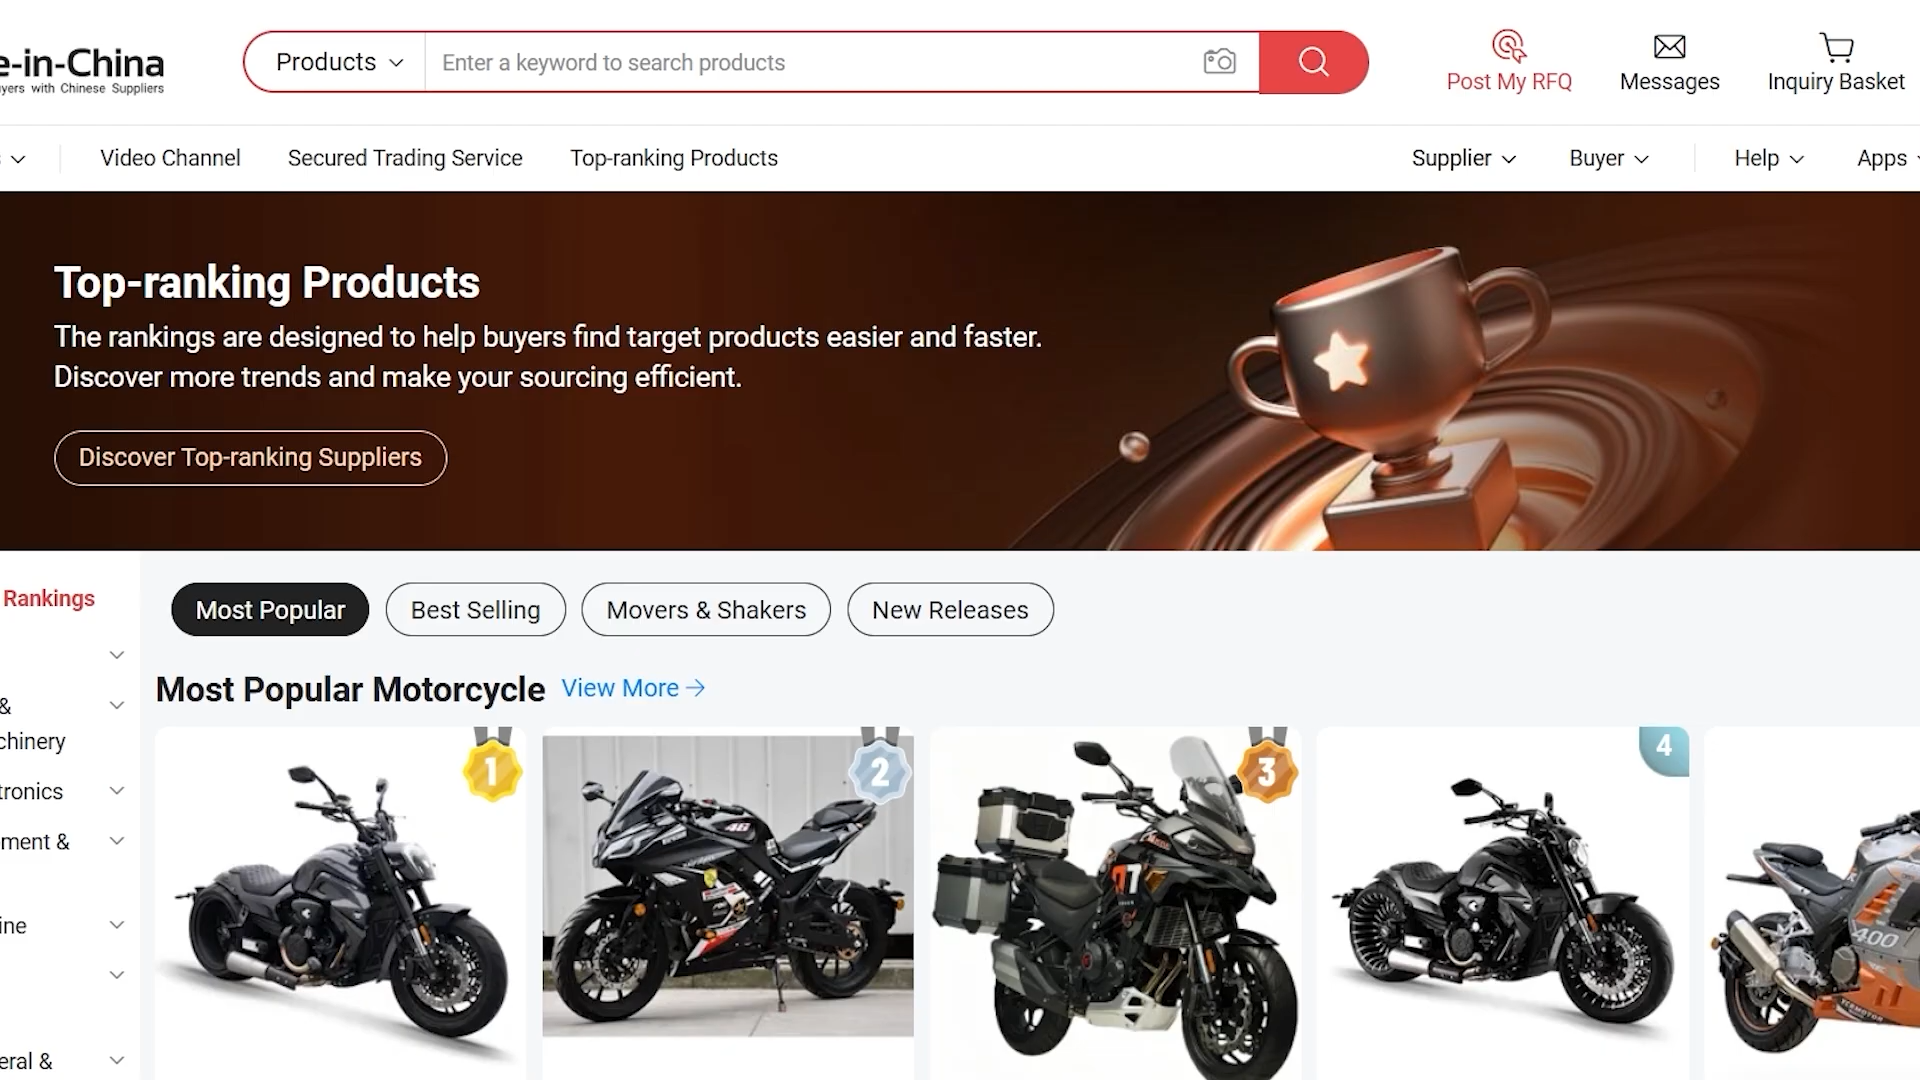 e-in-China
yers with Chinese Suppliers
Products
Enter a keyword to search products
Post My RFQ
Messages
Inquiry Basket
Video Channel
Secured Trading Service
Top-ranking Products
Supplier
Buyer
Help
Apps
Top-ranking Products
The rankings are designed to help buyers find target products easier and faster.
Discover more trends and make your sourcing efficient.
Discover Top-ranking Suppliers
Rankings
&
chinery
tronics
ment &
ine
eral &
Most Popular
Best Selling
Movers & Shakers
New Releases
Most Popular Motorcycle
View More
1
2
3
4
46
400